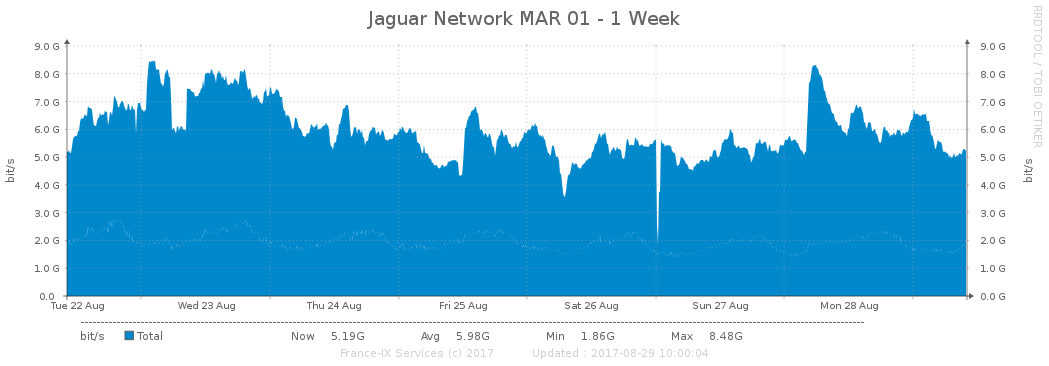 Jaguar Network MAR 01 - 1 Week
RRDTOOL / TOBI OETIKER
9.0 G 9.0 G
8.0 G 8.0 G
7.0 G 7.0 G
6.0 G 6.0 G
5.0 G 5.0 G
4.0 G 4.0 G
3.0 G 3.0 G
2.0 G 2.0 G
1.0 G 1.0 G
0.0 0.0 G
bit/s bit/s
Tue 22 Aug Wed 23 Aug Thu 24 Aug Fri 25 Aug Sat 26 Aug Sun 27 Aug Mon 28 Aug
bit/s Total Now 5.19G Avg 5.98G Min 1.86G Max 8.48G
France-IX Services (c) 2017 Updated : 2017-08-29 10:00:04